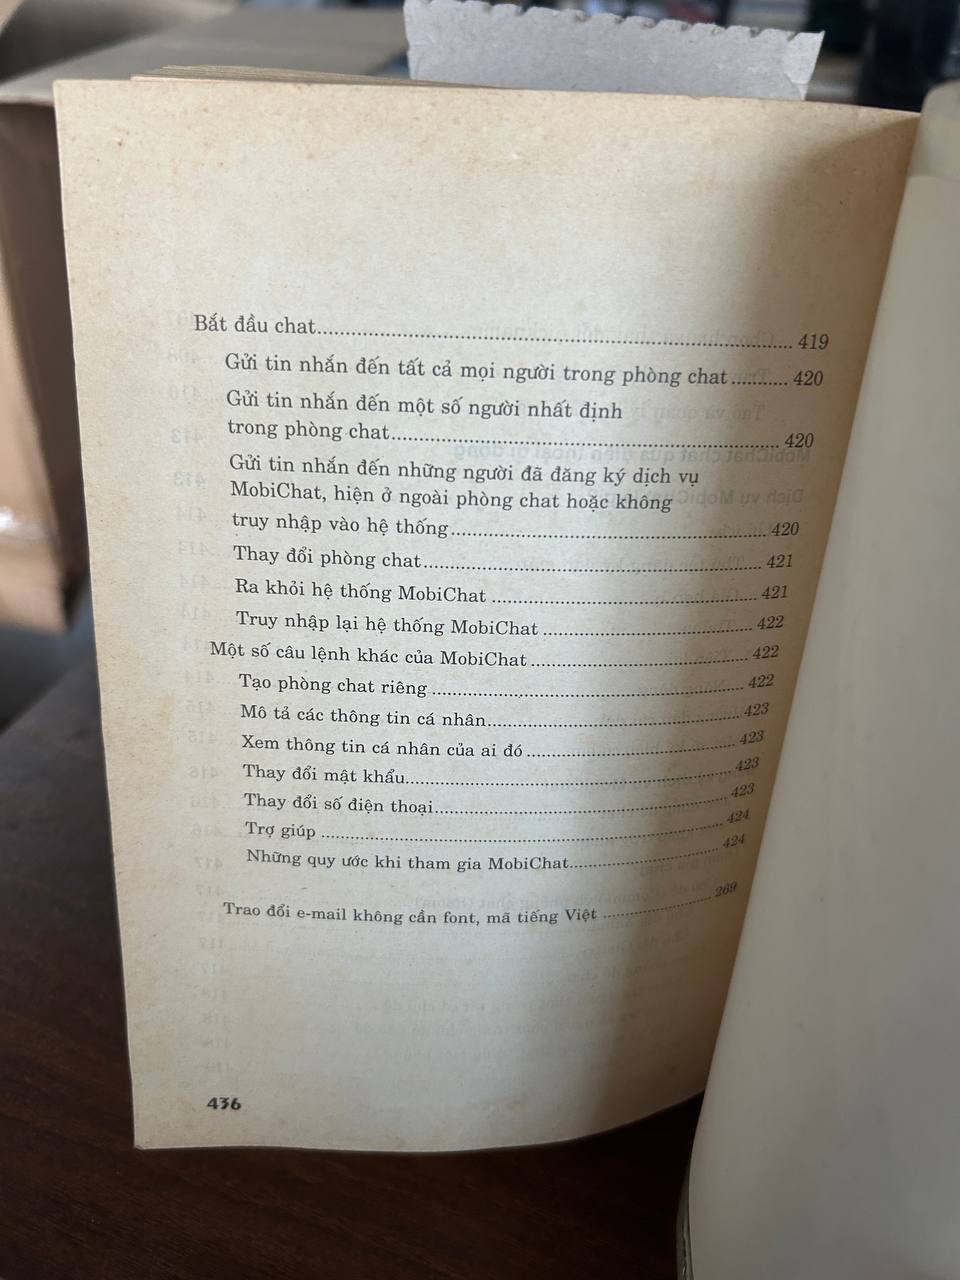 Bắt đầu chat.......... 419
Gửi tin nhắn đến tất cả mọi người trong phòng chat.......... 420
Gửi tin nhắn đến một số người nhất định
trong phòng chat.......... 420
Gửi tin nhắn đến những người đã đăng ký dịch vụ
MobiChat, hiện ở ngoài phòng chat hoặc không
truy nhập vào hệ thống.......... 420
Thay đổi phòng chat.......... 421
Ra khỏi hệ thống MobiChat .......... 421
Truy nhập lại hệ thống MobiChat .......... 422
Một số câu lệnh khác của MobiChat.......... 422
Tạo phòng chat riêng .......... 422
Mô tả các thông tin cá nhân.......... 423
Xem thông tin cá nhân của ai đó .......... 423
Thay đổi mật khẩu.......... 423
Thay đổi số điện thoại.......... 423
Trợ giúp .......... 424
Những quy ước khi tham gia MobiChat.......... 424
Trao đổi e-mail không cần font, mã tiếng Việt .......... 269
436